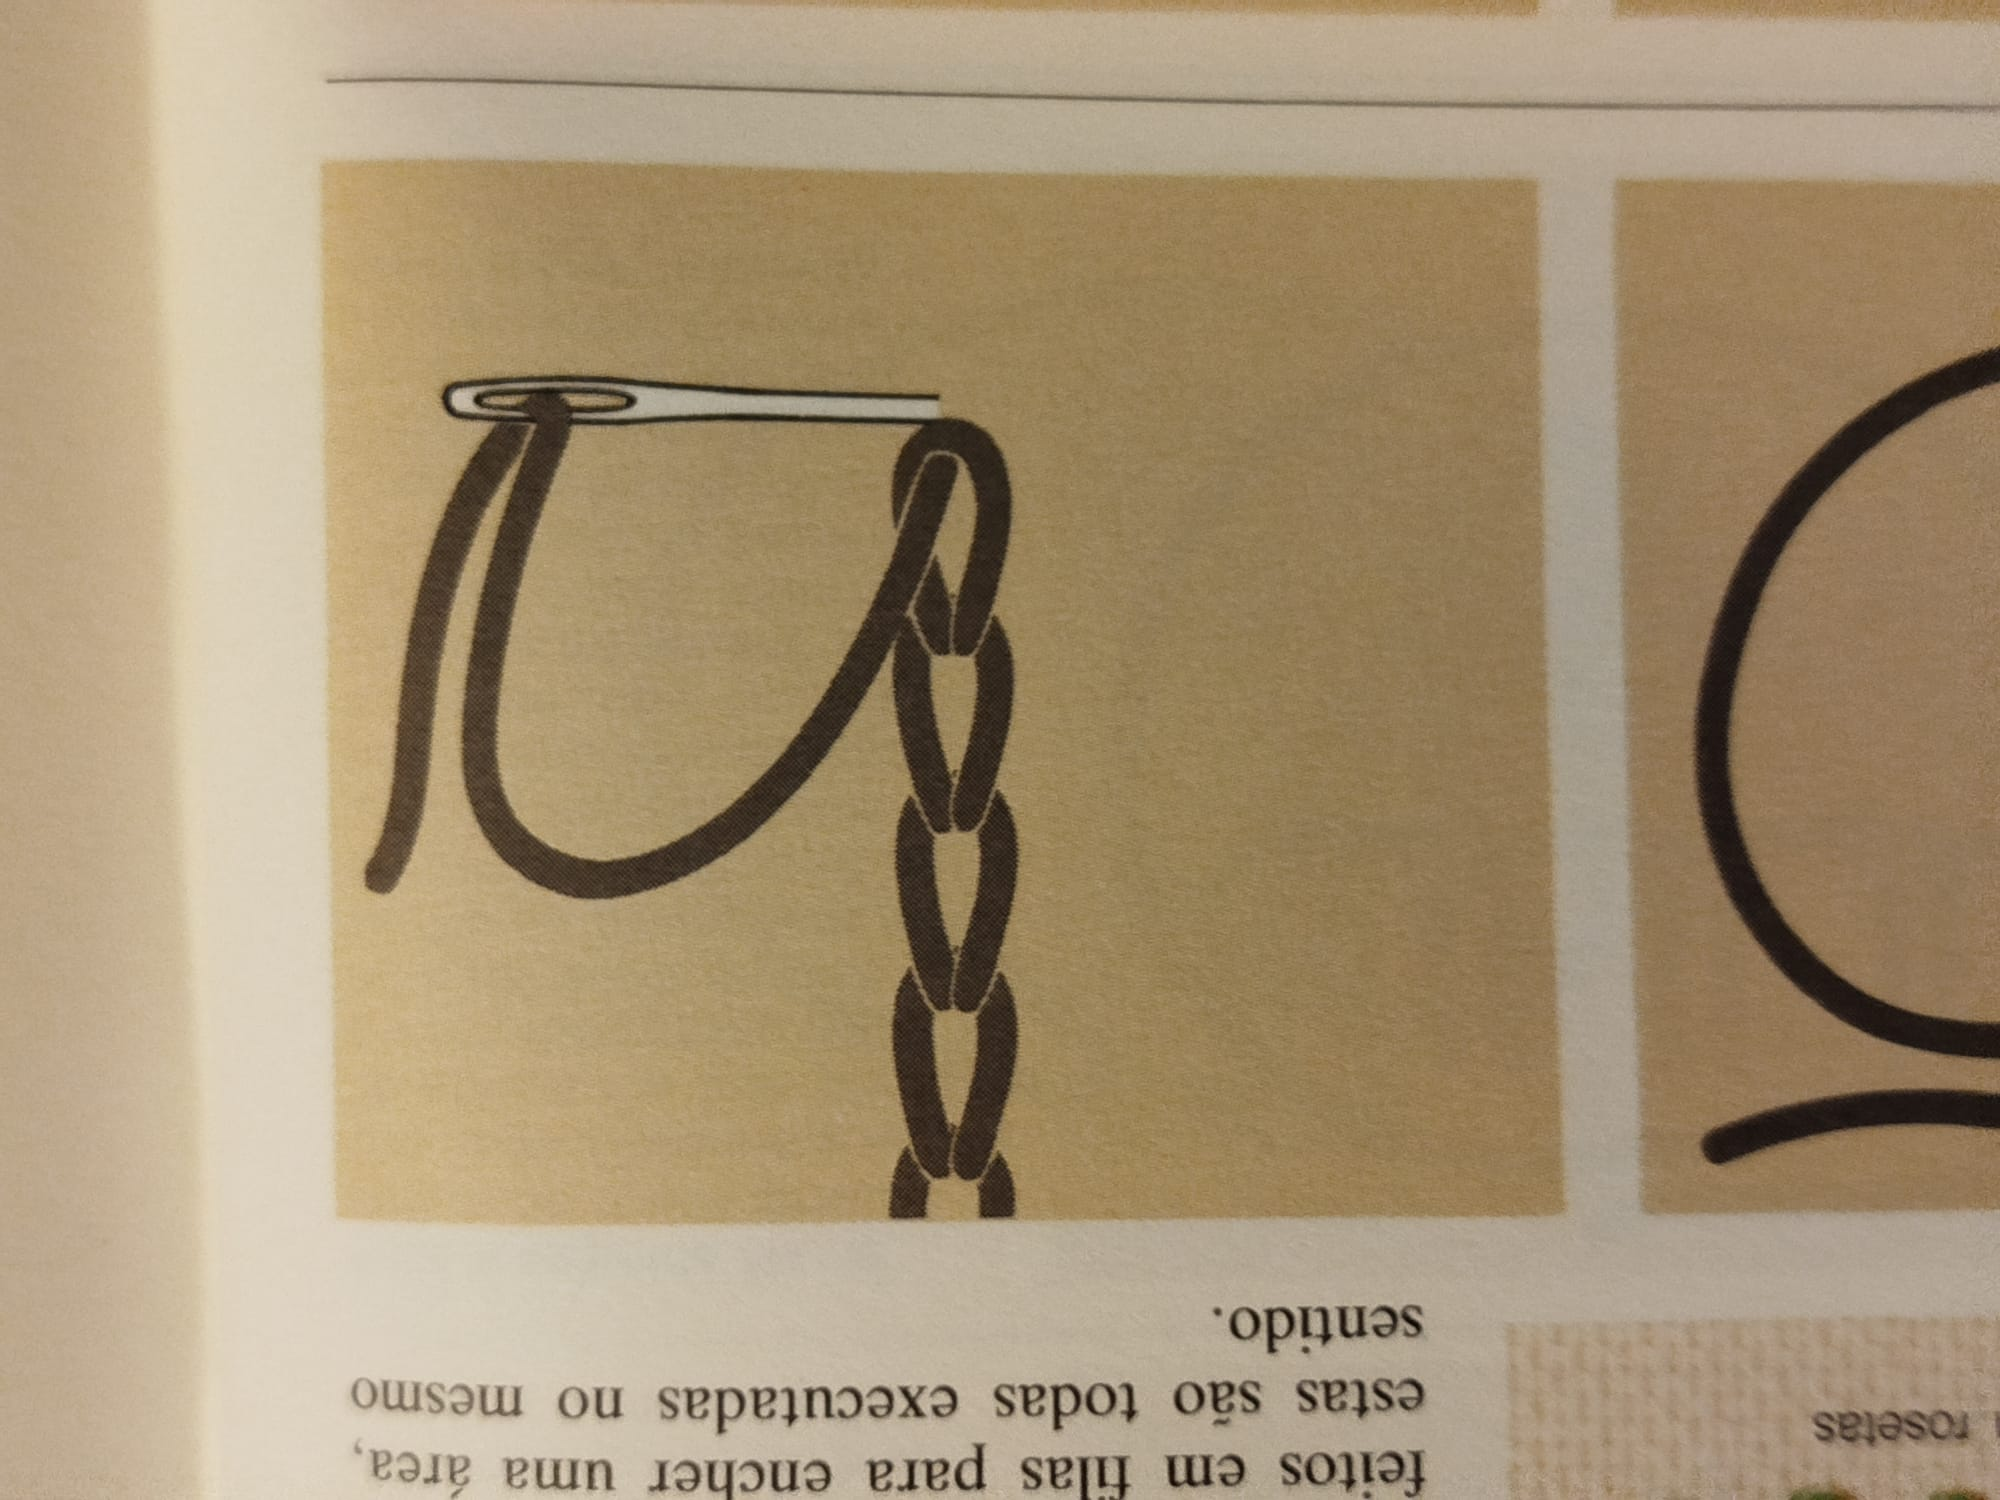 feitos em filas para encher uma área,
estas são todas executadas no mesmo
sentido.
rosetas